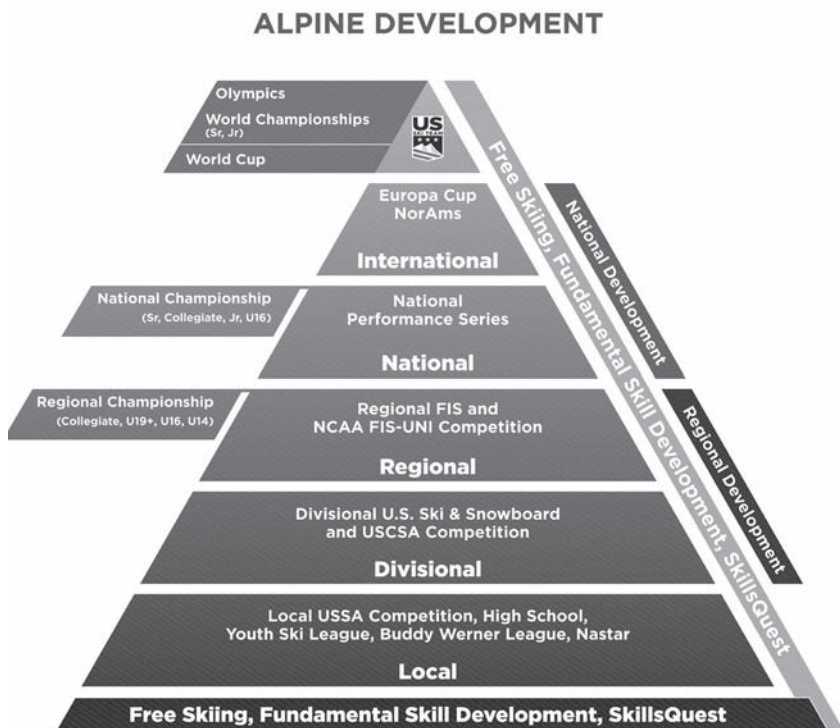 ALPINE DEVELOPMENT
Olympics
World Championships
(Sr, Jr)
World Cup
US
SKI TEAM
Europa Cup
NorAms
International
National Championship
(Sr, Collegiate, Jr, U16)
National
Performance Series
National
Regional Championship
(Collegiate, U19+, U16, U14)
Regional FIS and
NCAA FIS-UNI Competition
Regional
Divisional U.S. Ski & Snowboard
and USCSA Competition
Divisional
Local USSA Competition, High School,
Youth Ski League, Buddy Werner League, Nastar
Local
Free Skiing, Fundamental Skill Development, SkillsQuest
Free Skiing, Fundamental Skill Development, SkillsQuest
National Development
Regional Development